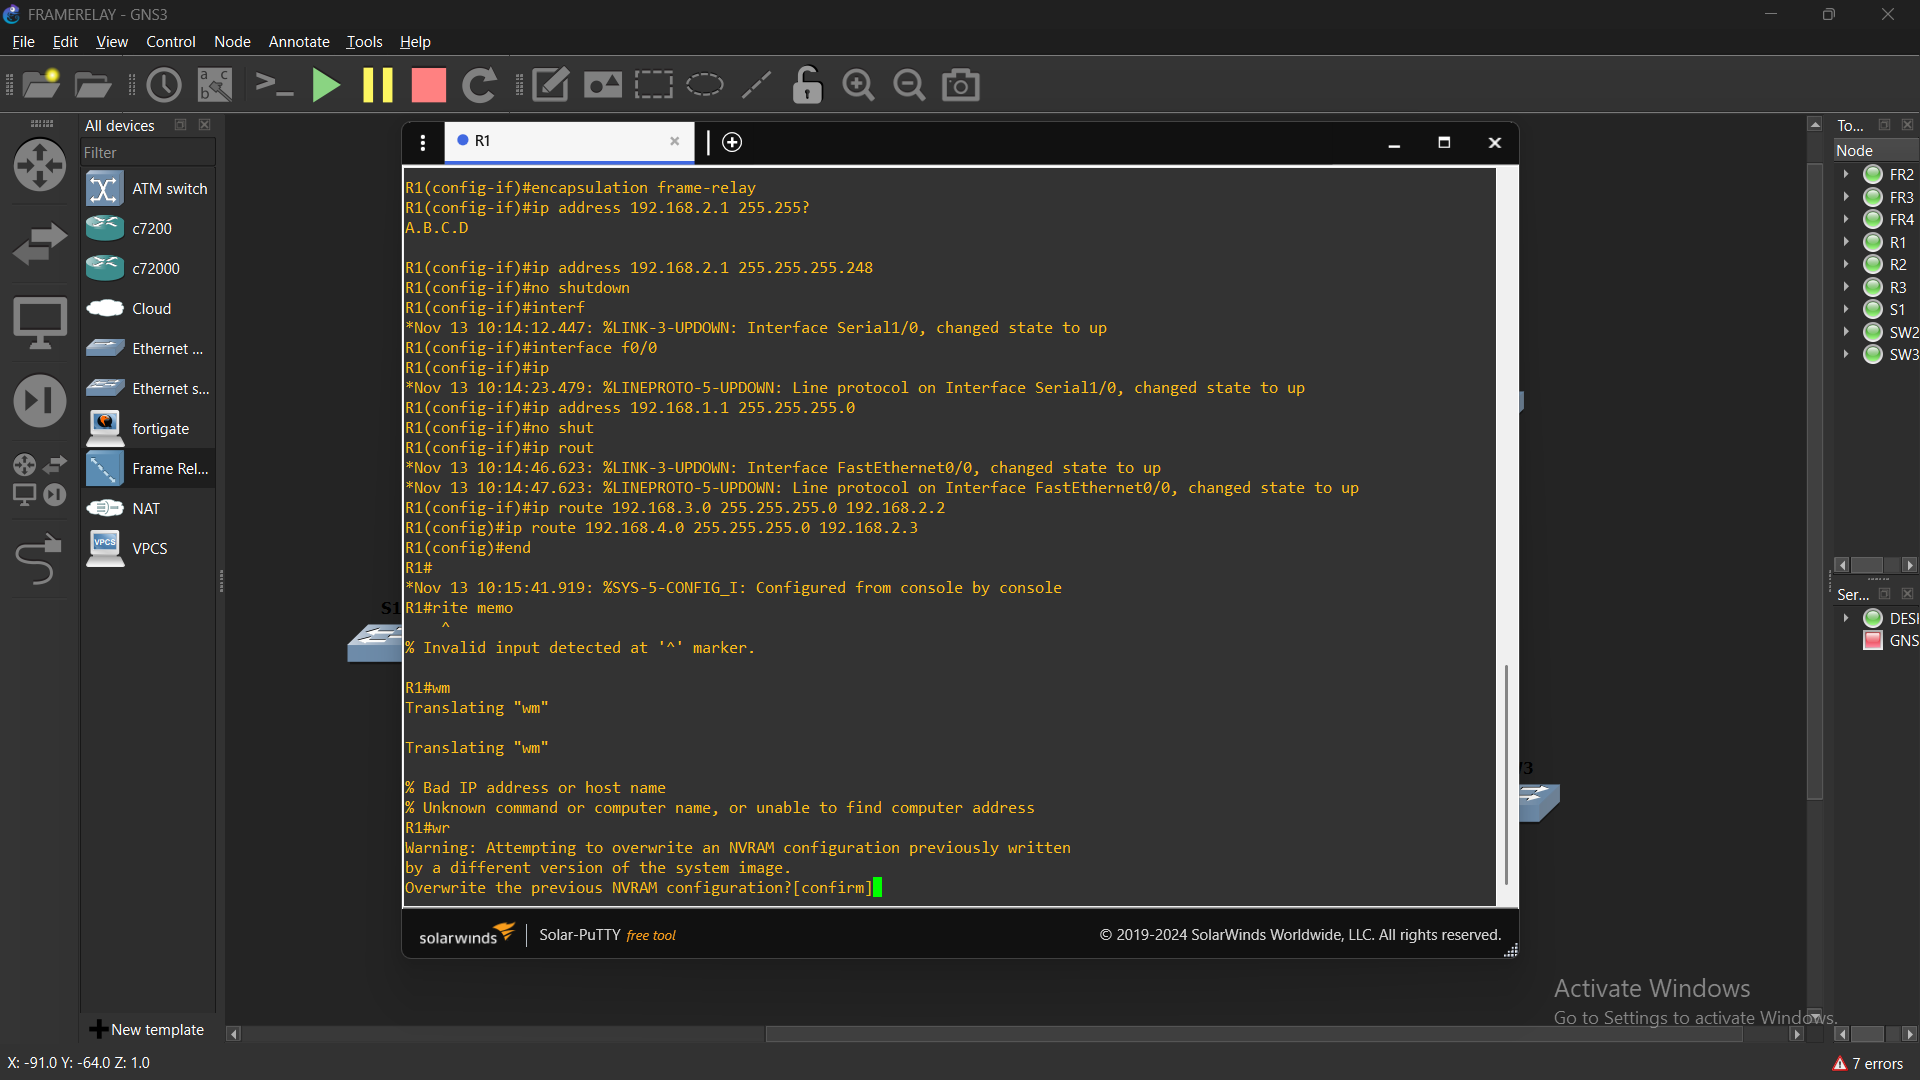 FRAMERELAY - GNS3
File Edit View Control Node Annotate Tools Help
All devices
Filter
ATM switch
c7200
c72000
Cloud
Ethernet ...
Ethernet s...
fortigate
Frame Rel...
NAT
VPCS
VPCS
New template
S1
R1
R1(config-if)#encapsulation frame-relay
R1(config-if)#ip address 192.168.2.1 255.255?
A.B.C.D
R1(config-if)#ip address 192.168.2.1 255.255.255.248
R1(config-if)#no shutdown
R1(config-if)#interf
*Nov 13 10:14:12.447: %LINK-3-UPDOWN: Interface Serial1/0, changed state to up
R1(config-if)#interface f0/0
R1(config-if)#ip
*Nov 13 10:14:23.479: %LINEPROTO-5-UPDOWN: Line protocol on Interface Serial1/0, changed state to up
R1(config-if)#ip address 192.168.1.1 255.255.255.0
R1(config-if)#no shut
R1(config-if)#ip rout
*Nov 13 10:14:46.623: %LINK-3-UPDOWN: Interface FastEthernet0/0, changed state to up
*Nov 13 10:14:47.623: %LINEPROTO-5-UPDOWN: Line protocol on Interface FastEthernet0/0, changed state to up
R1(config-if)#ip route 192.168.3.0 255.255.255.0 192.168.2.2
R1(config)#ip route 192.168.4.0 255.255.255.0 192.168.2.3
R1(config)#end
R1#
*Nov 13 10:15:41.919: %SYS-5-CONFIG_I: Configured from console by console
R1#rite memo
^
% Invalid input detected at '^' marker.
R1#wm
Translating "wm"
Translating "wm"
% Bad IP address or host name
% Unknown command or computer name, or unable to find computer address
R1#wr
Warning: Attempting to overwrite an NVRAM configuration previously written
by a different version of the system image.
Overwrite the previous NVRAM configuration?[confirm]
solarwinds
Solar-PuTTY free tool
© 2019-2024 SolarWinds Worldwide, LLC. All rights reserved.
To...
Node
FR2
FR3
FR4
R1
R2
R3
S1
SW2
SW3
Ser...
DESI
GNS
Activate Windows
Go to Settings to activate Windows.
X: -91.0 Y: -64.0 Z: 1.0
7 errors